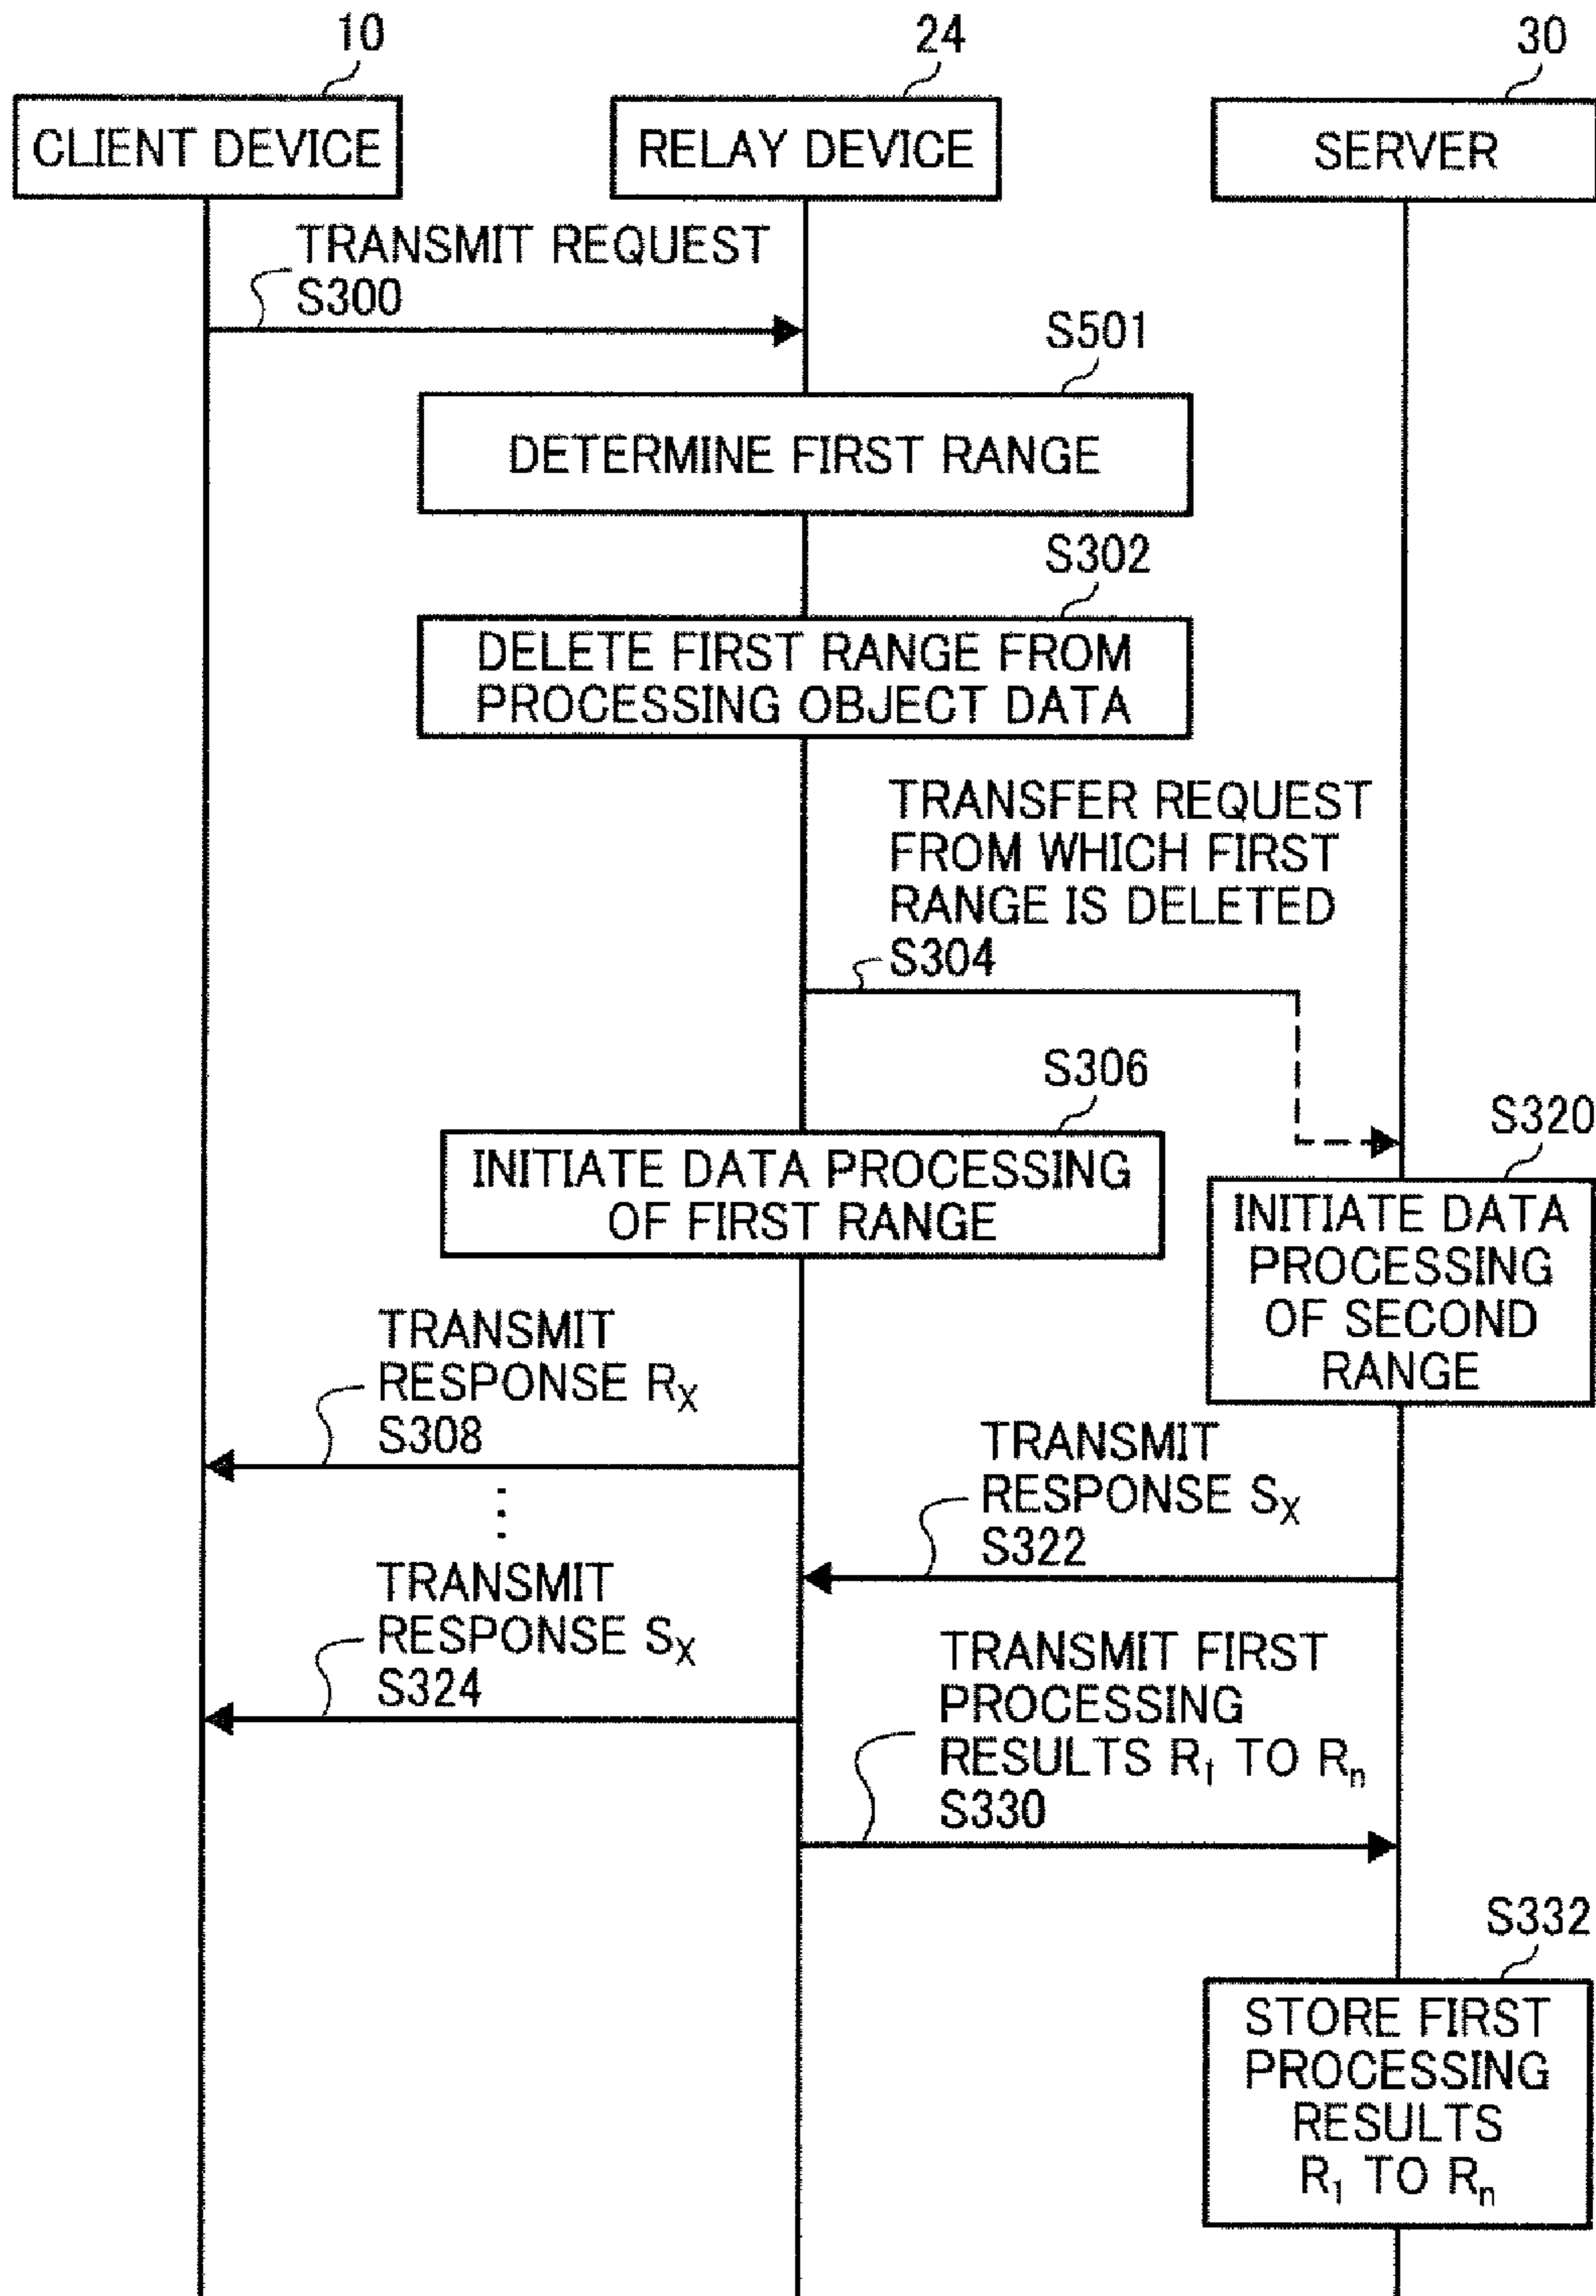 10
24
30
CLIENT DEVICE
RELAY DEVICE
SERVER
TRANSMIT REQUEST
S300
S501
DETERMINE FIRST RANGE
S302
DELETE FIRST RANGE FROM
PROCESSING OBJECT DATA
TRANSFER REQUEST
FROM WHICH FIRST
RANGE IS DELETED
S304
S306
INITIATE DATA PROCESSING
OF FIRST RANGE
S320
INITIATE DATA
PROCESSING
OF SECOND
RANGE
TRANSMIT
RESPONSE RX
S308
TRANSMIT
RESPONSE SX
S322
TRANSMIT
RESPONSE SX
S324
TRANSMIT FIRST
PROCESSING
RESULTS R1 TO Rn
S330
S332
STORE FIRST
PROCESSING
RESULTS
R1 TO Rn